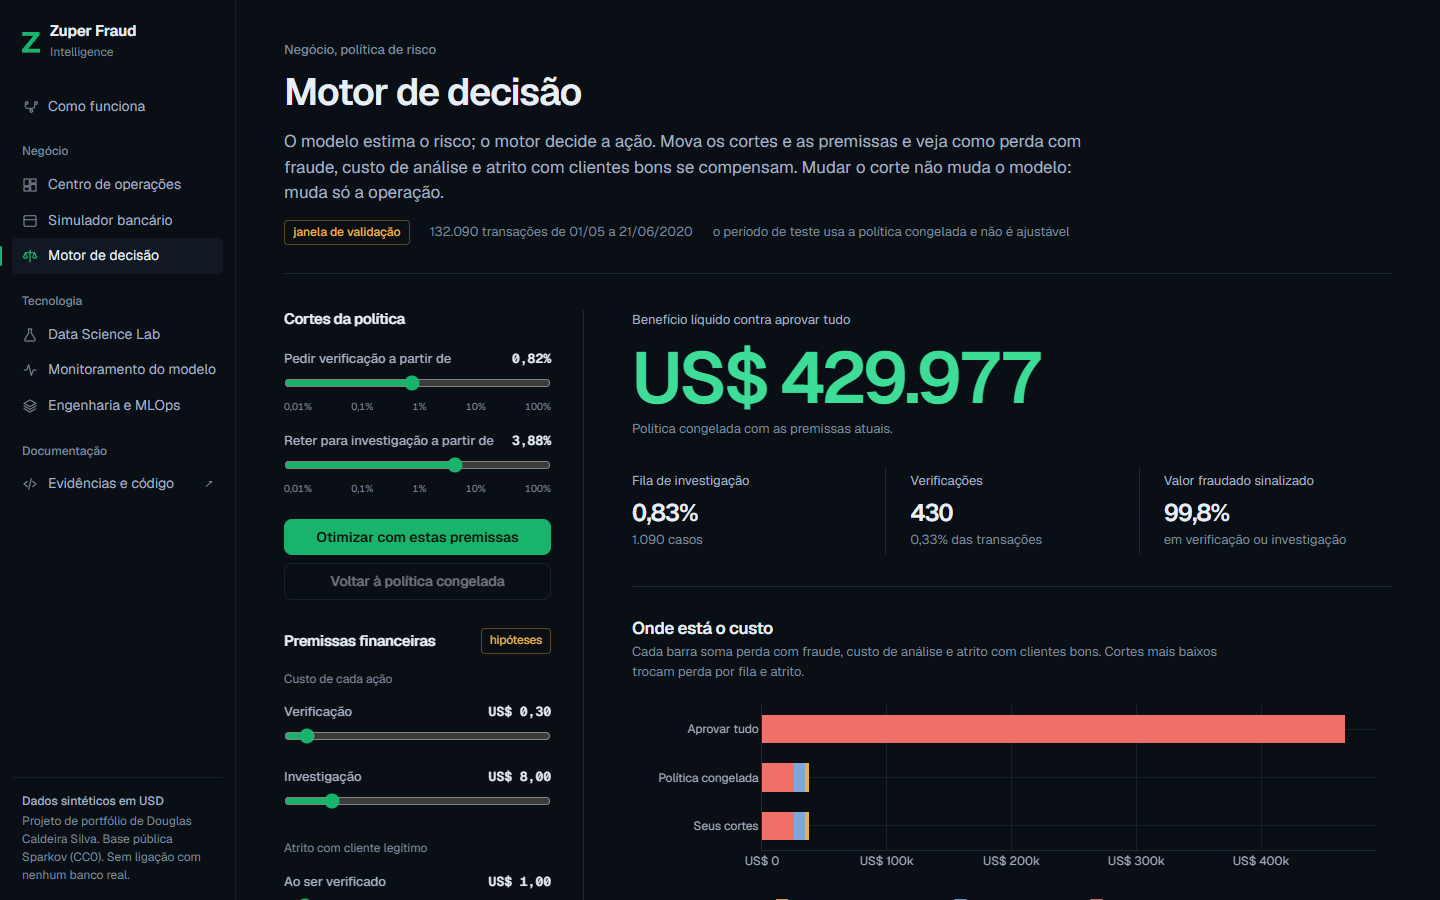 Zuper Fraud
Intelligence
Como funciona
Negócio
Centro de operações
Simulador bancário
Motor de decisão
Tecnologia
Data Science Lab
Monitoramento do modelo
Engenharia e MLOps
Documentação
Evidências e código ↗
Dados sintéticos em USD
Projeto de portfólio de Douglas
Caldeira Silva. Base pública
Sparkov (CC0). Sem ligação com
nenhum banco real.
Negócio, política de risco
Motor de decisão
O modelo estima o risco; o motor decide a ação. Mova os cortes e as premissas e veja como perda com
fraude, custo de análise e atrito com clientes bons se compensam. Mudar o corte não muda o modelo:
muda só a operação.
janela de validação 132.090 transações de 01/05 a 21/06/2020 o período de teste usa a política congelada e não é ajustável
Cortes da política
Pedir verificação a partir de 0,82%
0,01% 0,1% 1% 10% 100%
Reter para investigação a partir de 3,88%
0,01% 0,1% 1% 10% 100%
Otimizar com estas premissas
Voltar à política congelada
Premissas financeiras hipóteses
Custo de cada ação
Verificação US$ 0,30
Investigação US$ 8,00
Atrito com cliente legítimo
Ao ser verificado US$ 1,00
Benefício líquido contra aprovar tudo
US$ 429.977
Política congelada com as premissas atuais.
Fila de investigação
0,83%
1.090 casos
Verificações
430
0,33% das transações
Valor fraudado sinalizado
99,8%
em verificação ou investigação
Onde está o custo
Cada barra soma perda com fraude, custo de análise e atrito com clientes bons. Cortes mais baixos
trocam perda por fila e atrito.
Aprovar tudo
Política congelada
Seus cortes
US$ 0 US$ 100k US$ 200k US$ 300k US$ 400k